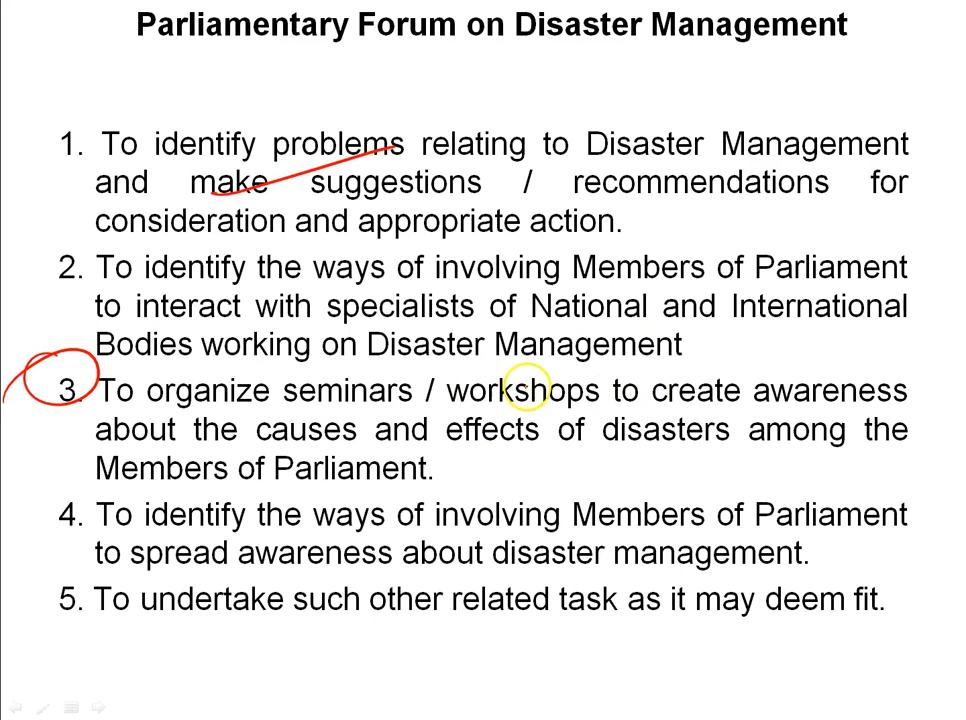 Parliamentary Forum on Disaster Management
1. To identify problems relating to Disaster Management
and make suggestions / recommendations for
consideration and appropriate action.
2. To identify the ways of involving Members of Parliament
to interact with specialists of National and International
Bodies working on Disaster Management
3. To organize seminars / workshops to create awareness
about the causes and effects of disasters among the
Members of Parliament.
4. To identify the ways of involving Members of Parliament
to spread awareness about disaster management.
5. To undertake such other related task as it may deem fit.